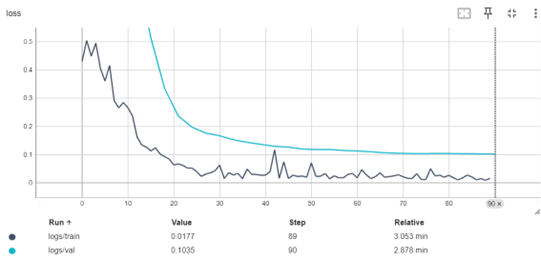 loss
0.5
0.4
0.3
0.2
0.1
0
0 10 20 30 40 50 60 70 80 90 ×
Run ↑ Value Step Relative
logs/train 0.0177 89 3.053 min
logs/val 0.1035 90 2.878 min